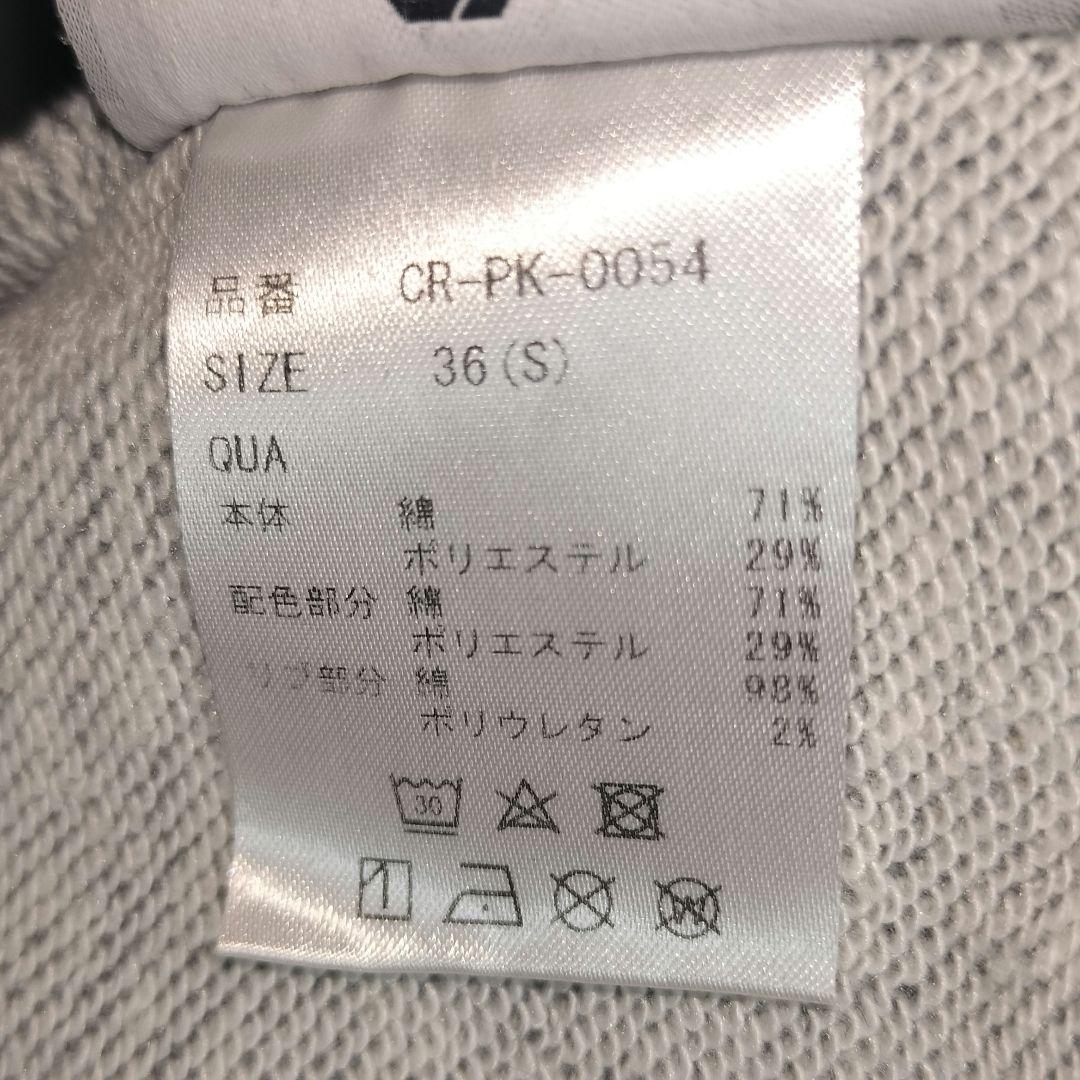 品番 CR-PK-0054
SIZE 36(S)
QUA
本体 綿 71%
ポリエステル 29%
配色部分 綿 71%
ポリエステル 29%
リブ部分 綿 98%
ポリウレタン 2%
30
W